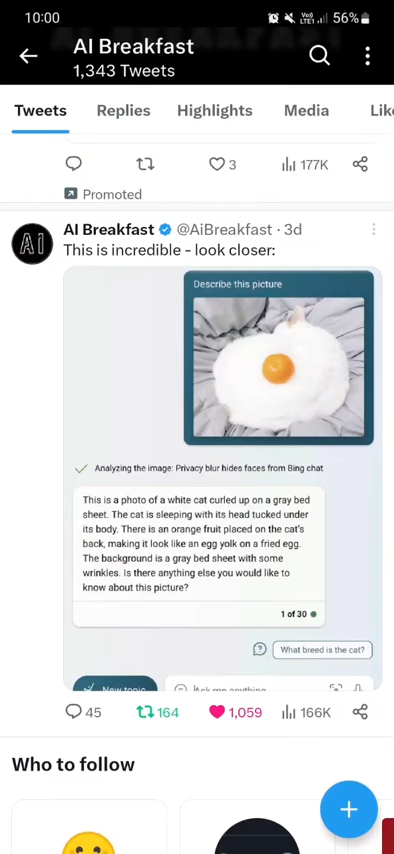 10:00
Vo)) LTE1 56%
AI Breakfast
1,343 Tweets
Tweets Replies Highlights Media Lik
3 177K
Promoted
AI Breakfast @AiBreakfast · 3d
This is incredible - look closer:
Ai
Describe this picture
Analyzing the image: Privacy blur hides faces from Bing chat
This is a photo of a white cat curled up on a gray bed
sheet. The cat is sleeping with its head tucked under
its body. There is an orange fruit placed on the cat's
back, making it look like an egg yolk on a fried egg.
The background is a gray bed sheet with some
wrinkles. Is there anything else you would like to
know about this picture?
1 of 30
What breed is the cat?
New topic Ask me anything
45 164 1,059 166K
Who to follow